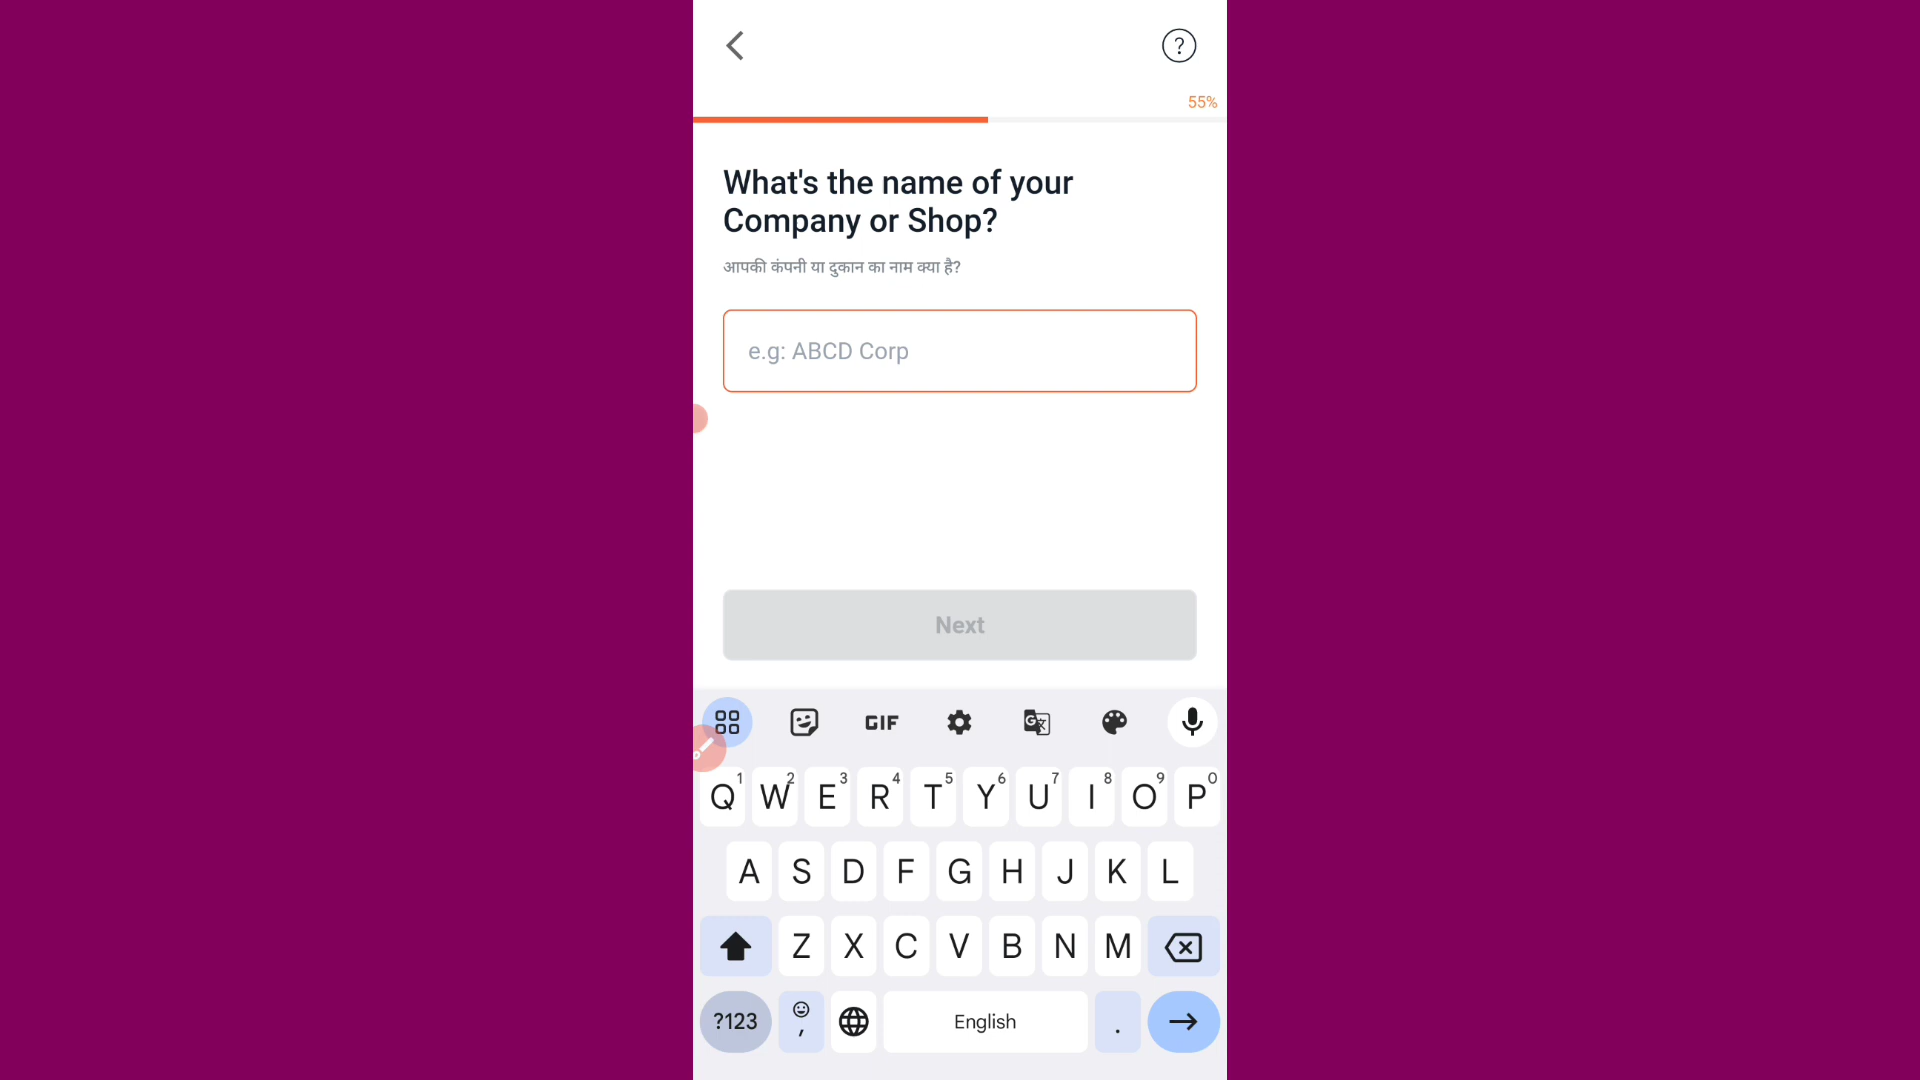 ?
55%
What's the name of your
Company or Shop?
आपकी कंपनी या दुकान का नाम क्या है?
e.g: ABCD Corp
Next
GIF G
Q1 W2 E3 R4 T5 Y6 U7 I8 O9 P0
A S D F G H J K L
Z X C V B N M
?123 , English .